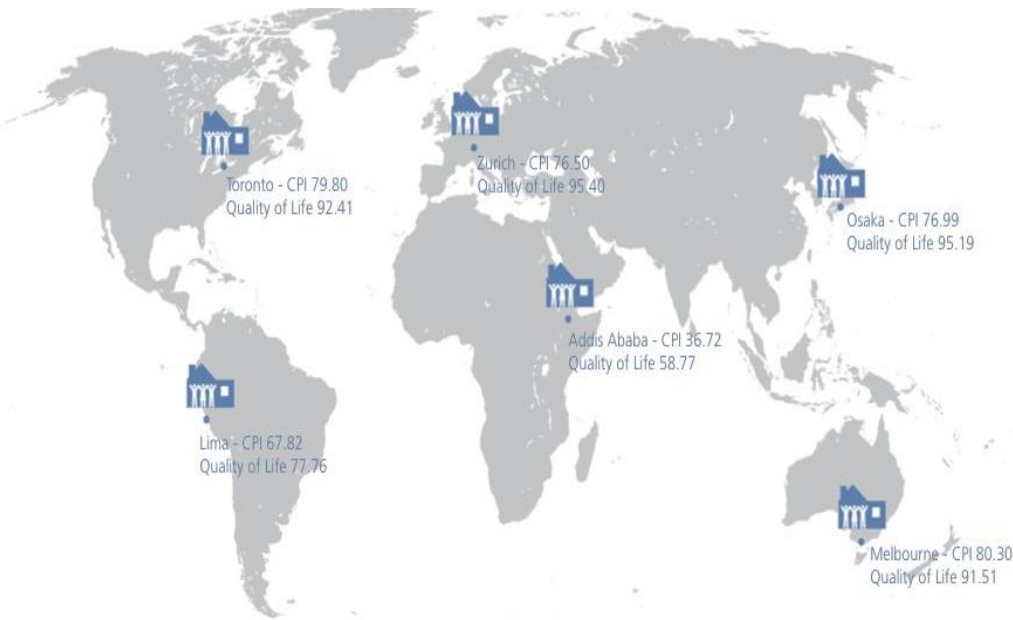 Toronto - CPI 79.80
Quality of Life 92.41
Zurich - CPI 76.50
Quality of Life 95.40
Osaka - CPI 76.99
Quality of Life 95.19
Addis Ababa - CPI 36.72
Quality of Life 58.77
Lima - CPI 67.82
Quality of Life 77.76
Melbourne - CPI 80.30
Quality of Life 91.51